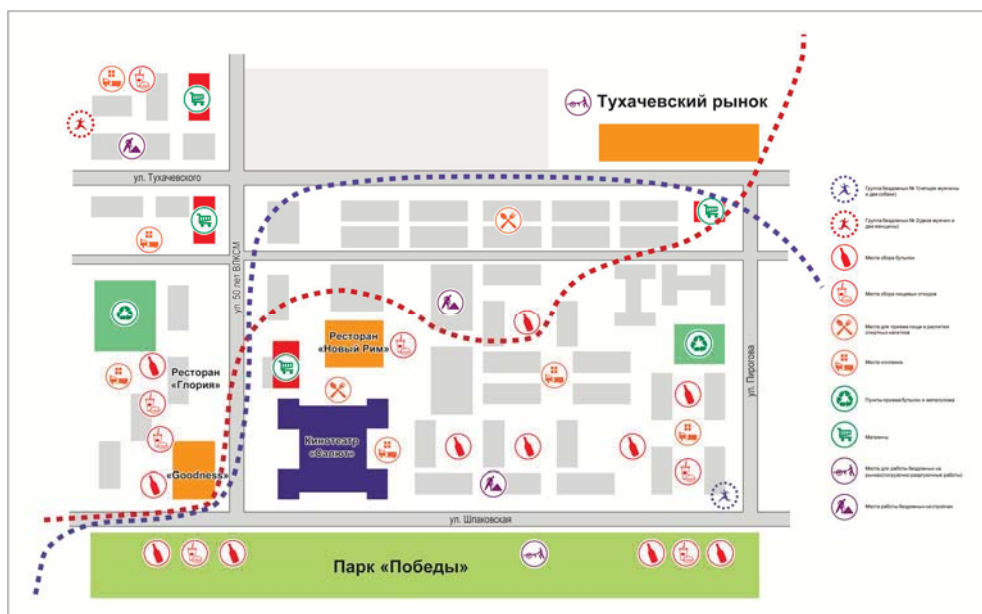 Тухачевский рынок
ул. Тухачевского
ул. 50 лет ВЛКСМ
Ресторан
«Новый Рим»
Ресторан
«Глория»
ул. Пирогова
Кинотеатр
«Салют»
«Goodness»
ул. Шпаковская
Парк «Победы»
Группа бездомных № 1(четыре мужчины
и две собаки)
Группа бездомных № 2(двое мужчин и
две женщины)
Места сбора бутылок
Места сбора пищевых отходов
Места для приема пищи и распития
спиртных напитков
Места ночлежек
Пункты приема бутылок и металлолома
Магазины
Места для работы бездомных на
рынке(погрузочно-разгрузочные работы)
Места работы бездомных на стройках